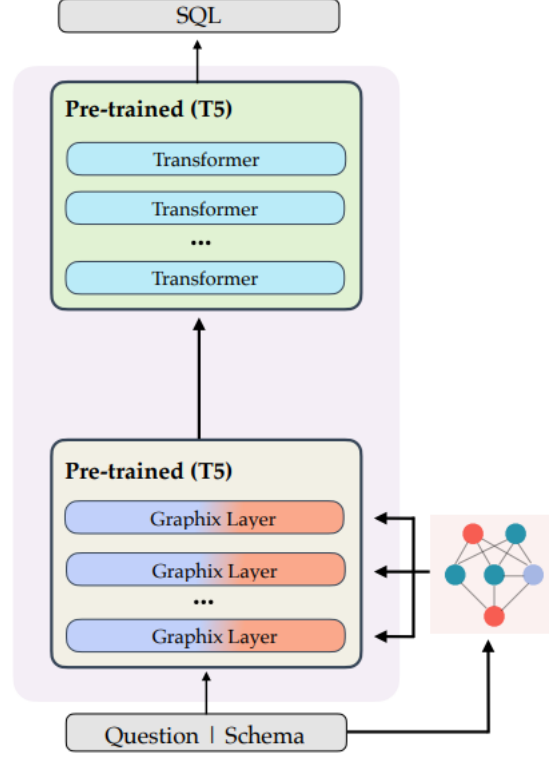 SQL
Pre-trained (T5)
Transformer
Transformer
...
Transformer
Pre-trained (T5)
Graphix Layer
Graphix Layer
...
Graphix Layer
Question | Schema